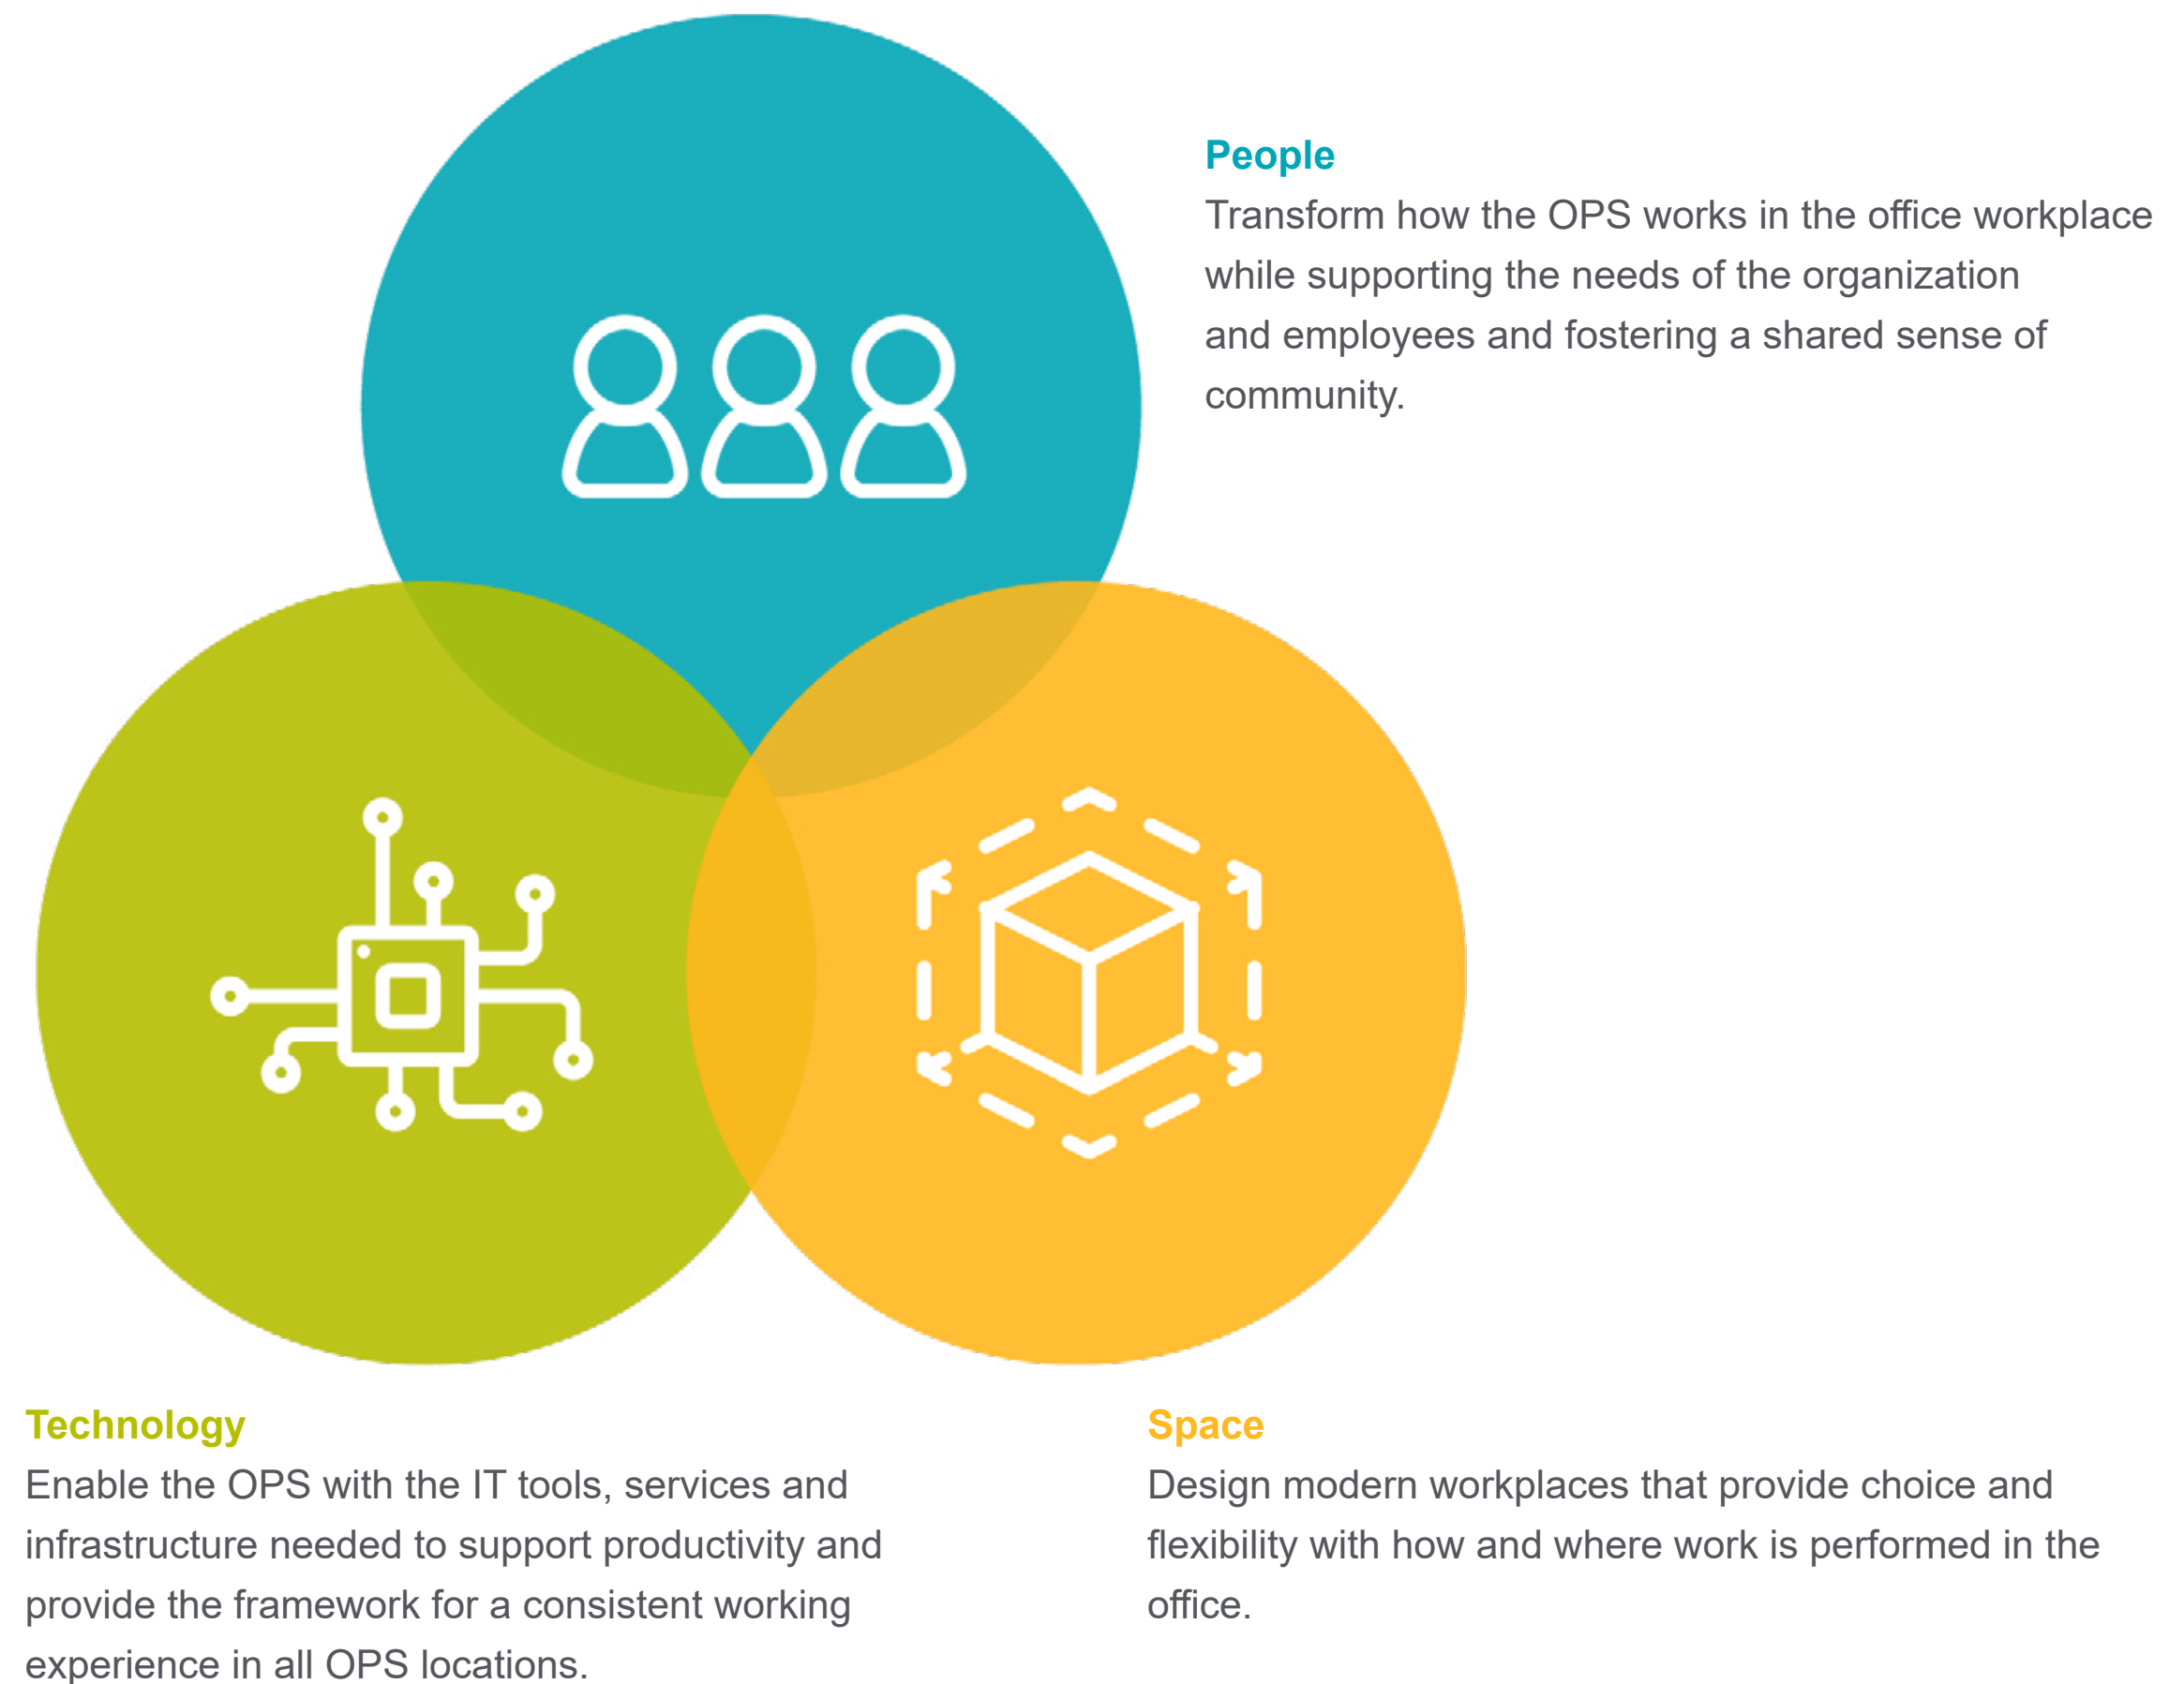 People
Transform how the OPS works in the office workplace
while supporting the needs of the organization
and employees and fostering a shared sense of
community.
Technology
Enable the OPS with the IT tools, services and
infrastructure needed to support productivity and
provide the framework for a consistent working
experience in all OPS locations.
Space
Design modern workplaces that provide choice and
flexibility with how and where work is performed in the
office.